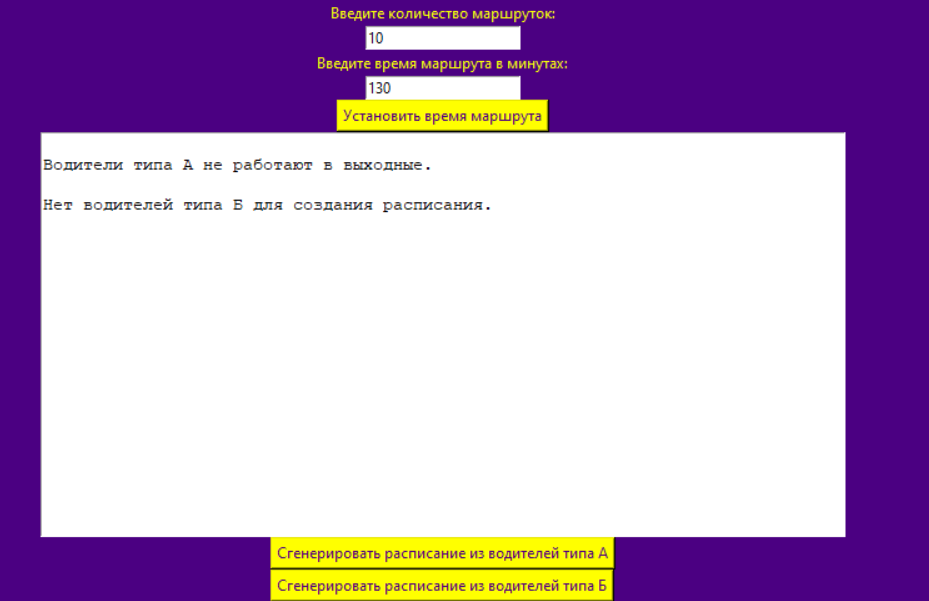 Введите количество маршруток:
10
Введите время маршрута в минутах:
130
Установить время маршрута
Водители типа А не работают в выходные.
Нет водителей типа Б для создания расписания.
Сгенерировать расписание из водителей типа А
Сгенерировать расписание из водителей типа Б